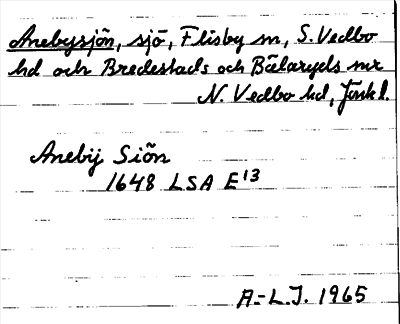 Anebysjön, sjö, Flisby sn, S. Vedbo
hd och Bredestads och Bälaryds snr
N. Vedbo hd, Jönk l.
Anebij Siön
1648 LSA E¹³
A.-L.J. 1965